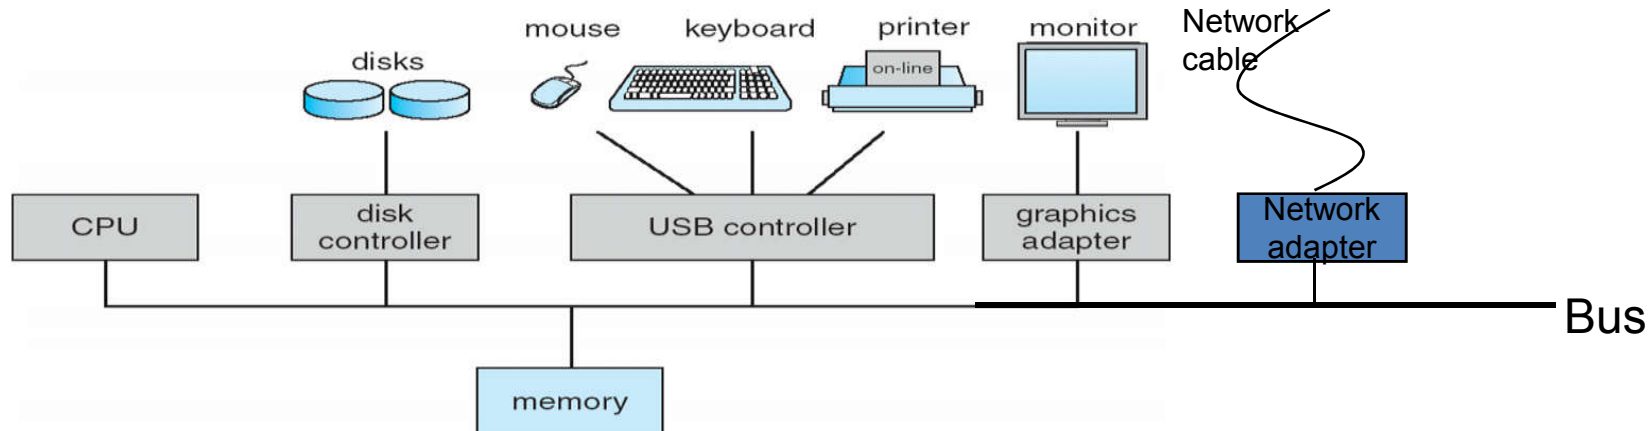 mouse
keyboard
printer
monitor
Network
cable
disks
on-line
CPU
disk
controller
USB controller
graphics
adapter
Network
adapter
Bus
memory